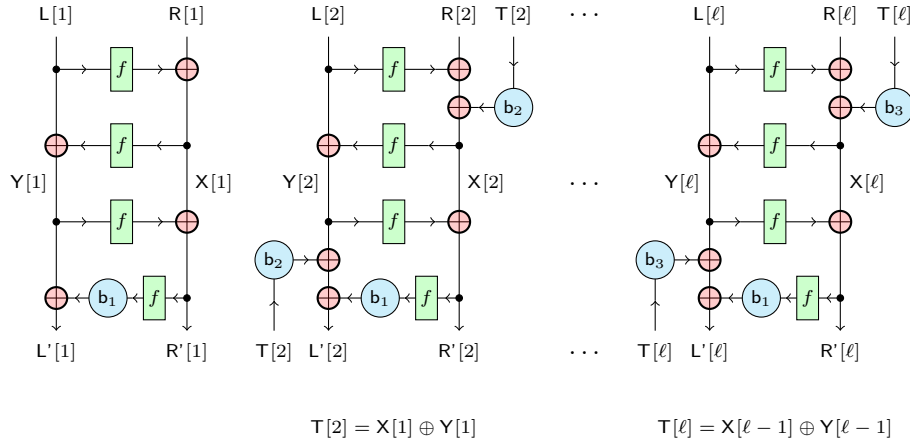 L[1] R[1] L[2] R[2] T[2] · · · L[ℓ] R[ℓ] T[ℓ]
f f f
b₂ b₃
f f f
Y[1] X[1] Y[2] X[2] · · · Y[ℓ] X[ℓ]
f f f
b₂ b₃
b₁ f b₁ f b₁ f
L'[1] R'[1] T[2] L'[2] R'[2] · · · T[ℓ] L'[ℓ] R'[ℓ]
T[2] = X[1] ⊕ Y[1] T[ℓ] = X[ℓ − 1] ⊕ Y[ℓ − 1]